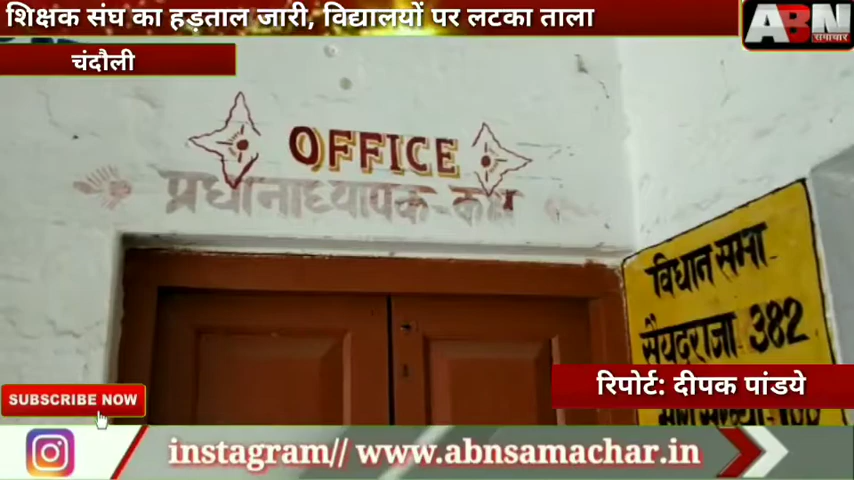 शिक्षक संघ का हड़ताल जारी, विद्यालयों पर लटका ताला
ABN
समाचार
चंदौली
OFFICE
प्रधानाध्यापक-कक्ष
विधान सभा
सैयदराजा 382
रिपोर्ट: दीपक पांडये
SUBSCRIBE NOW
instagram// www.abnsamachar.in